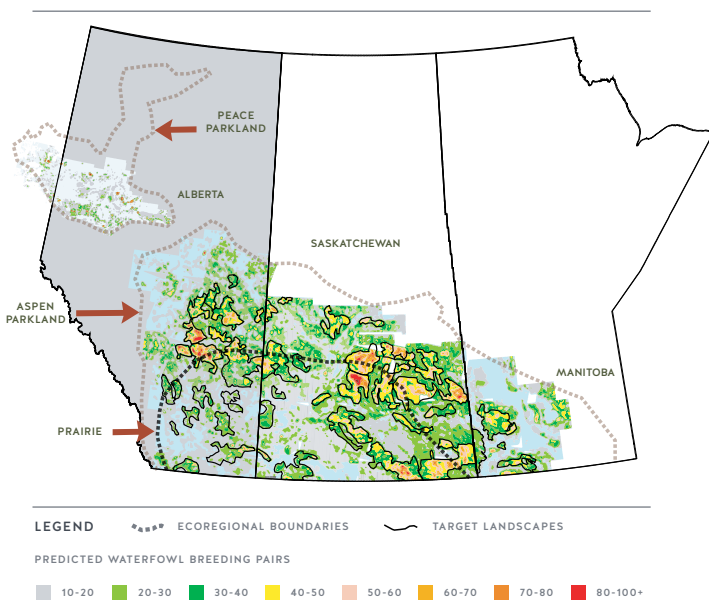 PEACE
PARKLAND
ALBERTA
SASKATCHEWAN
ASPEN
PARKLAND
MANITOBA
PRAIRIE
LEGEND ECOREGIONAL BOUNDARIES TARGET LANDSCAPES
PREDICTED WATERFOWL BREEDING PAIRS
10-20 20-30 30-40 40-50 50-60 60-70 70-80 80-100+